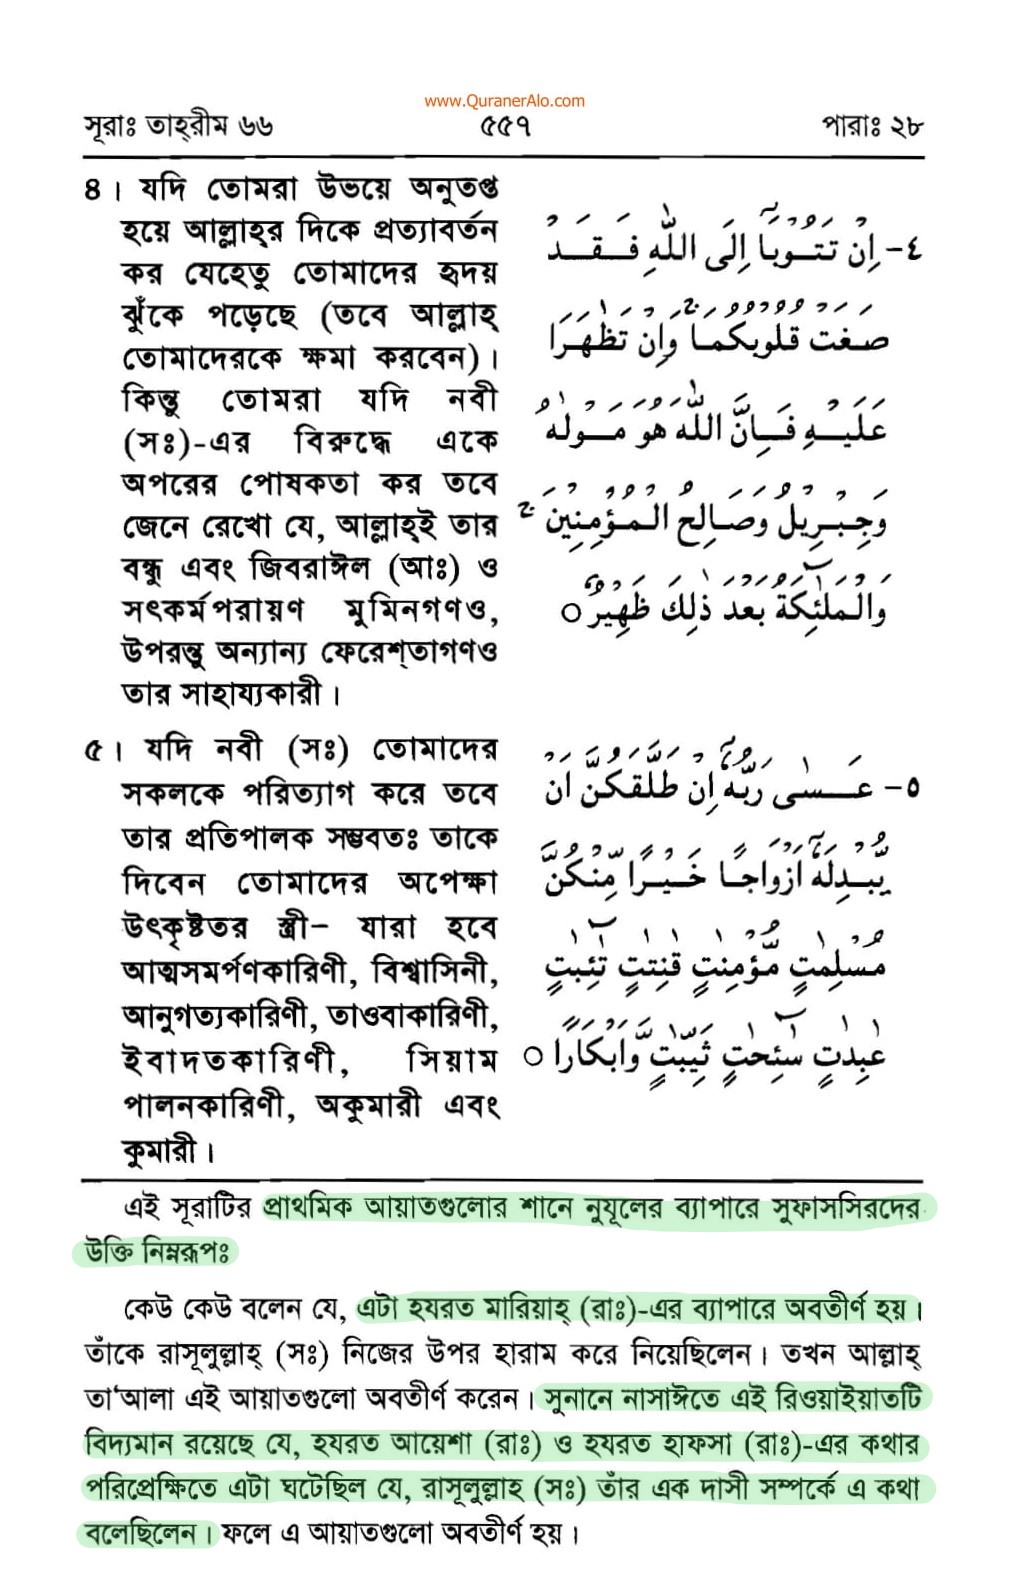 www.QuranerAlo.com
সূরাঃ তাহ্‌রীম ৬৬ ৫৫৭ পারাঃ ২৮
৪। যদি তোমরা উভয়ে অনুতপ্ত
হয়ে আল্লাহ্‌র দিকে প্রত্যাবর্তন
কর যেহেতু তোমাদের হৃদয়
ঝুঁকে পড়েছে (তবে আল্লাহ্
তোমাদেরকে ক্ষমা করবেন)।
কিন্তু তোমরা যদি নবী
(সঃ)-এর বিরুদ্ধে একে
অপরের পোষকতা কর তবে
জেনে রেখো যে, আল্লাহ্‌ই তার
বন্ধু এবং জিবরাঈল (আঃ) ও
সৎকর্মপরায়ণ মুমিনগণও,
উপরন্তু অন্যান্য ফেরেশ্‌তাগণও
তার সাহায্যকারী।
٤- اِنْ تَتُوْبَاۤ اِلَى اللّٰهِ فَقَدْ
صَغَتْ قُلُوْبُكُمَا ۚ وَاِنْ تَظٰهَرَا
عَلَيْهِ فَاِنَّ اللّٰهَ هُوَ مَوْلٰىهُ
وَجِبْرِيْلُ وَصَالِحُ الْمُؤْمِنِيْنَ ۚ
وَالْمَلٰٓئِكَةُ بَعْدَ ذٰلِكَ ظَهِيْرٌ ○
৫। যদি নবী (সঃ) তোমাদের
সকলকে পরিত্যাগ করে তবে
তার প্রতিপালক সম্ভবতঃ তাকে
দিবেন তোমাদের অপেক্ষা
উৎকৃষ্টতর স্ত্রী– যারা হবে
আত্মসমর্পণকারিণী, বিশ্বাসিনী,
আনুগত্যকারিণী, তাওবাকারিণী,
ইবাদতকারিণী, সিয়াম
পালনকারিণী, অকুমারী এবং
কুমারী।
٥- عَسٰى رَبُّهٗۤ اِنْ طَلَّقَكُنَّ اَنْ
يُّبْدِلَهٗۤ اَزْوَاجًا خَيْرًا مِّنْكُنَّ
مُسْلِمٰتٍ مُّؤْمِنٰتٍ قٰنِتٰتٍ تٰٓئِبٰتٍ
عٰبِدٰتٍ سٰٓئِحٰتٍ ثَيِّبٰتٍ وَّاَبْكَارًا ○
এই সূরাটির প্রাথমিক আয়াতগুলোর শানে নুযূলের ব্যাপারে সুফাসসিরদের
উক্তি নিম্নরূপঃ
কেউ কেউ বলেন যে, এটা হযরত মারিয়াহ্ (রাঃ)-এর ব্যাপারে অবতীর্ণ হয়।
তাঁকে রাসূলুল্লাহ্ (সঃ) নিজের উপর হারাম করে নিয়েছিলেন। তখন আল্লাহ্
তা‘আলা এই আয়াতগুলো অবতীর্ণ করেন। সুনানে নাসাঈতে এই রিওয়াইয়াতটি
বিদ্যমান রয়েছে যে, হযরত আয়েশা (রাঃ) ও হযরত হাফসা (রাঃ)-এর কথার
পরিপ্রেক্ষিতে এটা ঘটেছিল যে, রাসূলুল্লাহ (সঃ) তাঁর এক দাসী সম্পর্কে এ কথা
বলেছিলেন। ফলে এ আয়াতগুলো অবতীর্ণ হয়।